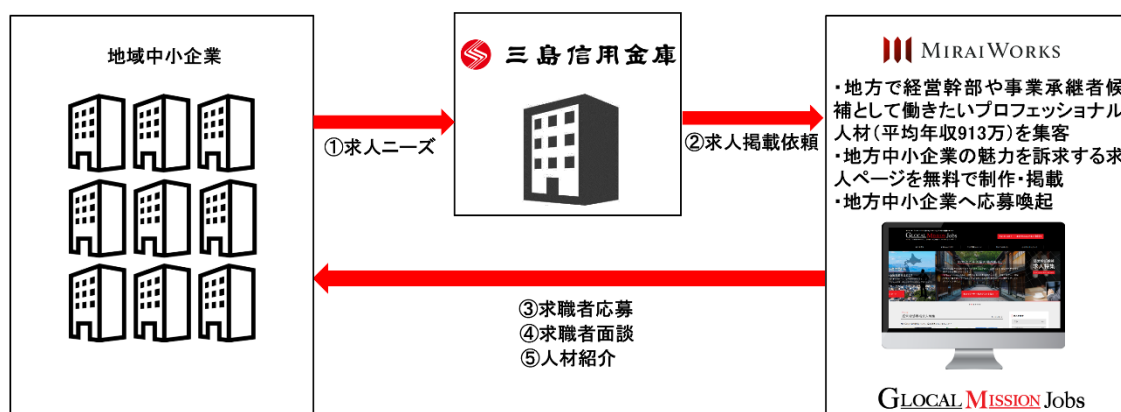 地域中小企業
①求人ニーズ
三島信用金庫
②求人掲載依頼
MIRAIWORKS
・地方で経営幹部や事業承継者候
補として働きたいプロフェッショナル
人材(平均年収913万)を集客
・地方中小企業の魅力を訴求する求
人ページを無料で制作・掲載
・地方中小企業へ応募喚起
GLOCAL MISSION Jobs
③求職者応募
④求職者面談
⑤人材紹介
GLOCAL MISSION Jobs